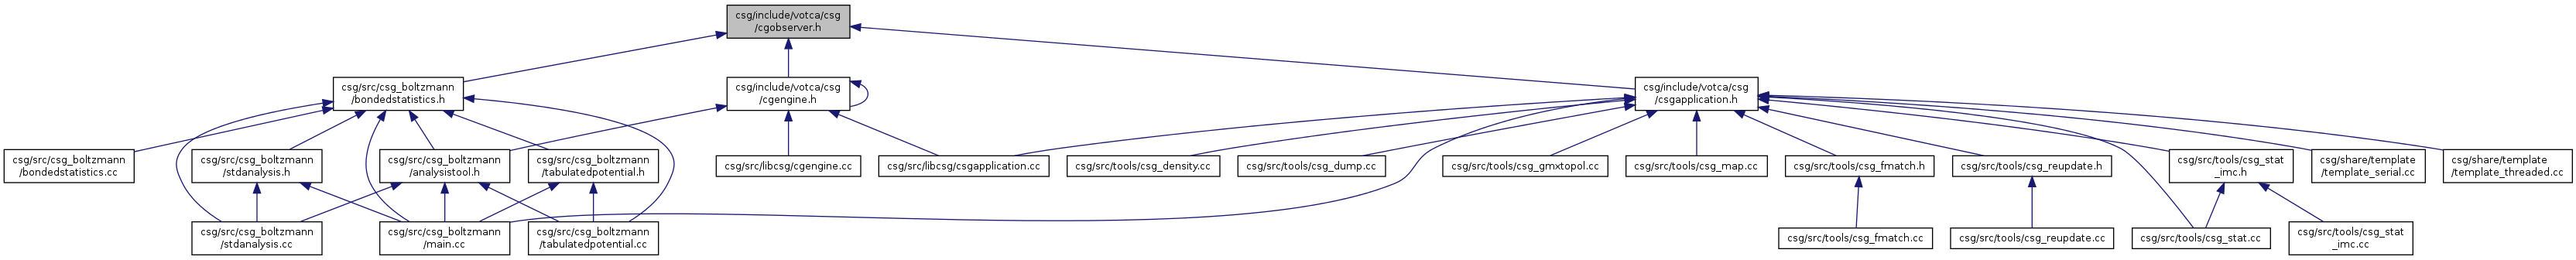 csg/include/votca/csg
/cgobserver.h
csg/src/csg_boltzmann
/bondedstatistics.h
csg/include/votca/csg
/cgengine.h
csg/include/votca/csg
/csgapplication.h
csg/src/csg_boltzmann
/bondedstatistics.cc
csg/src/csg_boltzmann
/stdanalysis.h
csg/src/csg_boltzmann
/analysistool.h
csg/src/csg_boltzmann
/tabulatedpotential.h
csg/src/libcsg/cgengine.cc
csg/src/libcsg/csgapplication.cc
csg/src/tools/csg_density.cc
csg/src/tools/csg_dump.cc
csg/src/tools/csg_gmxtopol.cc
csg/src/tools/csg_map.cc
csg/src/tools/csg_fmatch.h
csg/src/tools/csg_reupdate.h
csg/src/tools/csg_stat
_imc.h
csg/share/template
/template_serial.cc
csg/share/template
/template_threaded.cc
csg/src/csg_boltzmann
/stdanalysis.cc
csg/src/csg_boltzmann
/main.cc
csg/src/csg_boltzmann
/tabulatedpotential.cc
csg/src/tools/csg_fmatch.cc
csg/src/tools/csg_reupdate.cc
csg/src/tools/csg_stat.cc
csg/src/tools/csg_stat
_imc.cc